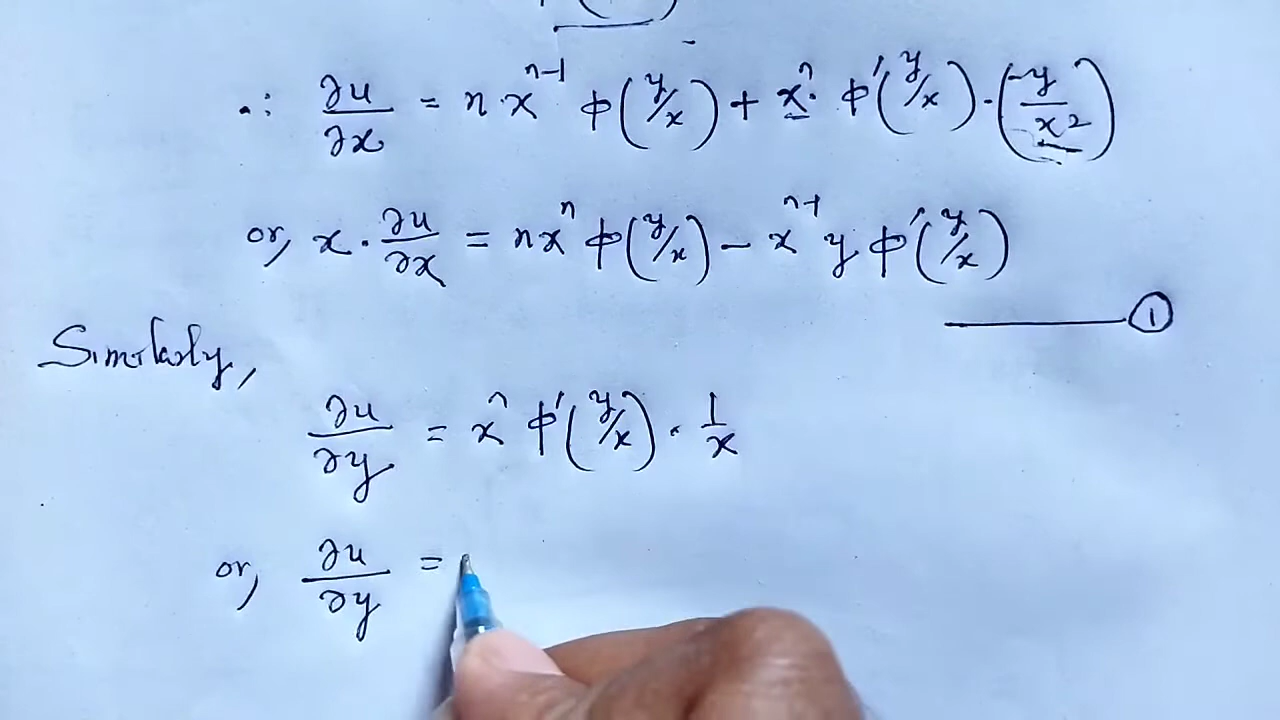 ∴ ∂u/∂x = n·x^{n-1} φ(y/x) + x^n · φ'(y/x) · (-y/x²)
or, x · ∂u/∂x = nx^n φ(y/x) - x^{n-1} y φ'(y/x)
①
Similarly,
∂u/∂y = x^n φ'(y/x) · 1/x
or, ∂u/∂y =